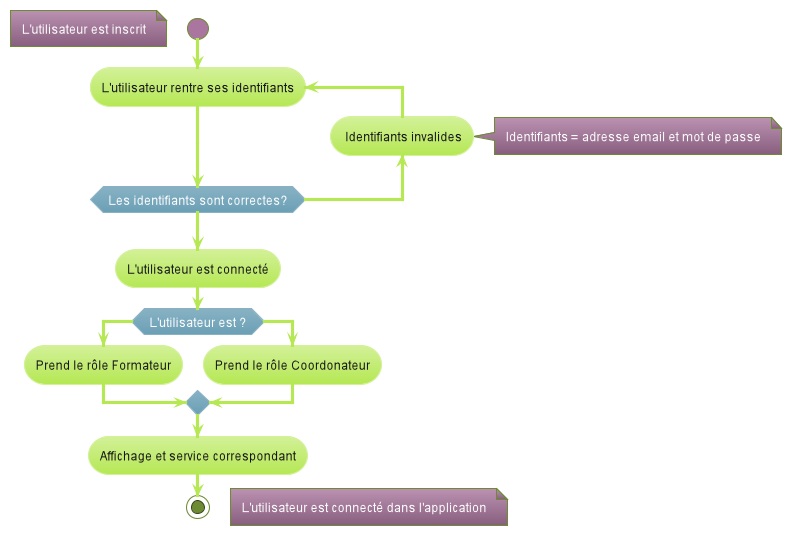 L'utilisateur est inscrit
L'utilisateur rentre ses identifiants
Identifiants invalides
Identifiants = adresse email et mot de passe
Les identifiants sont correctes?
L'utilisateur est connecté
L'utilisateur est ?
Prend le rôle Formateur
Prend le rôle Coordonateur
Affichage et service correspondant
L'utilisateur est connecté dans l'application